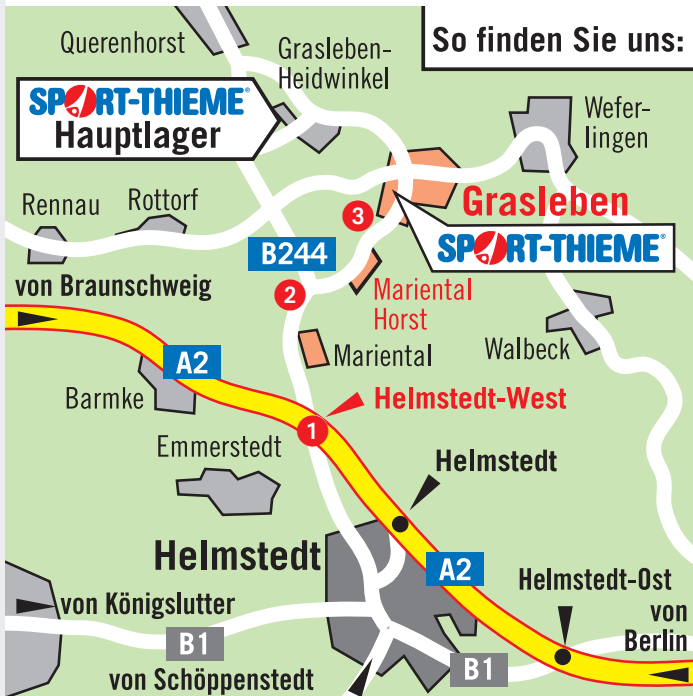 So finden Sie uns:
Querenhorst
Grasleben-
Heidwinkel
SPORT-THIEME®
Hauptlager
Wefer-
lingen
Rennau
Rottorf
3
Grasleben
SPORT-THIEME®
B244
von Braunschweig
2
Mariental
Horst
Mariental
Walbeck
A2
Barmke
Helmstedt-West
1
Emmerstedt
Helmstedt
Helmstedt
A2
Helmstedt-Ost
von Königslutter
von
Berlin
B1
B1
von Schöppenstedt